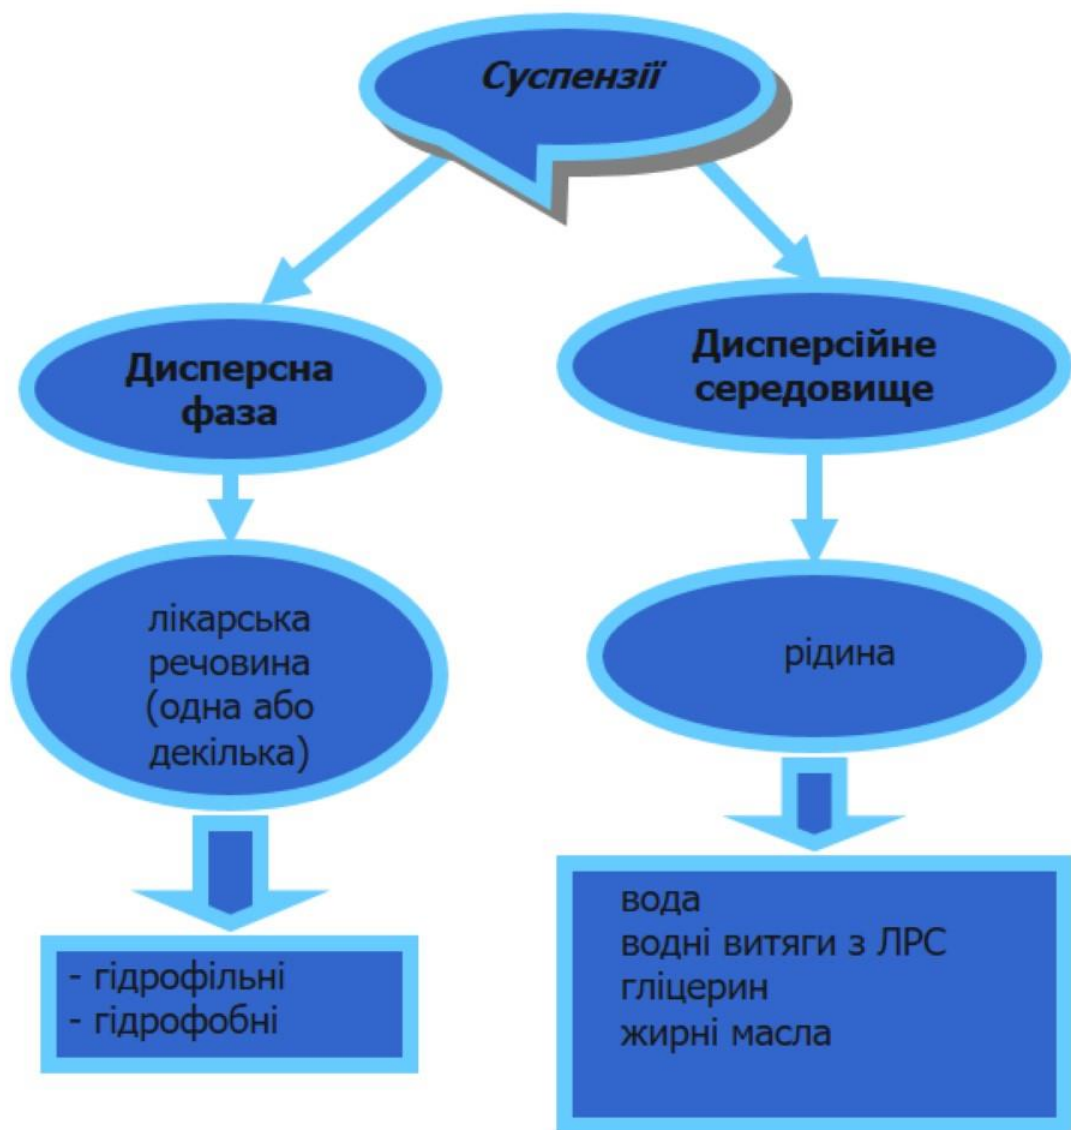 Суспензії
Дисперсна
фаза
Дисперсійне
середовище
лікарська
речовина
(одна або
декілька)
рідина
- гідрофільні
- гідрофобні
вода
водні витяги з ЛРС
гліцерин
жирні масла